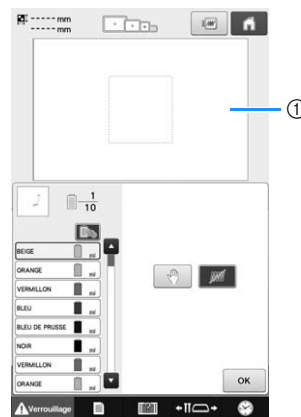 ------ mm
------ mm
①
1
10
BEIGE
ORANGE
VERMILLON
BLEU
BLEU DE PRUSSE
NOIR
VERMILLON
ORANGE
OK
Verrouillage